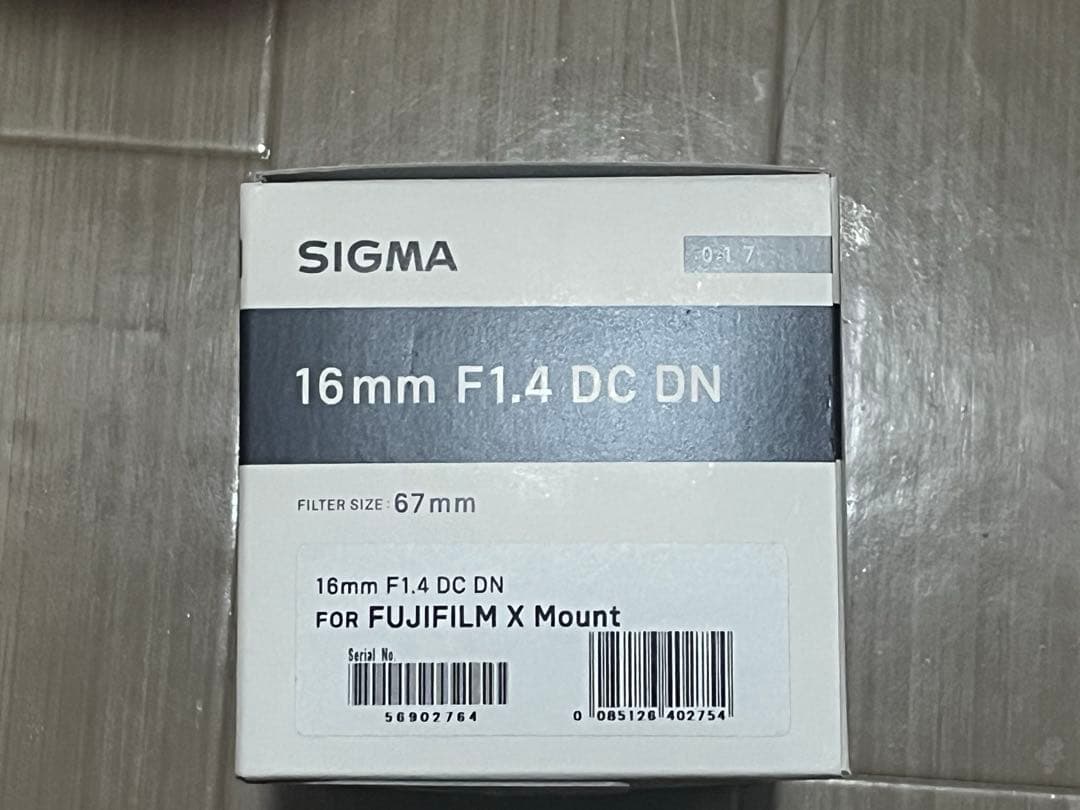 SIGMA
017
16mm F1.4 DC DN
FILTER SIZE : 67mm
16mm F1.4 DC DN
FOR FUJIFILM X Mount
Serial No.
56902764
0 085126 402754